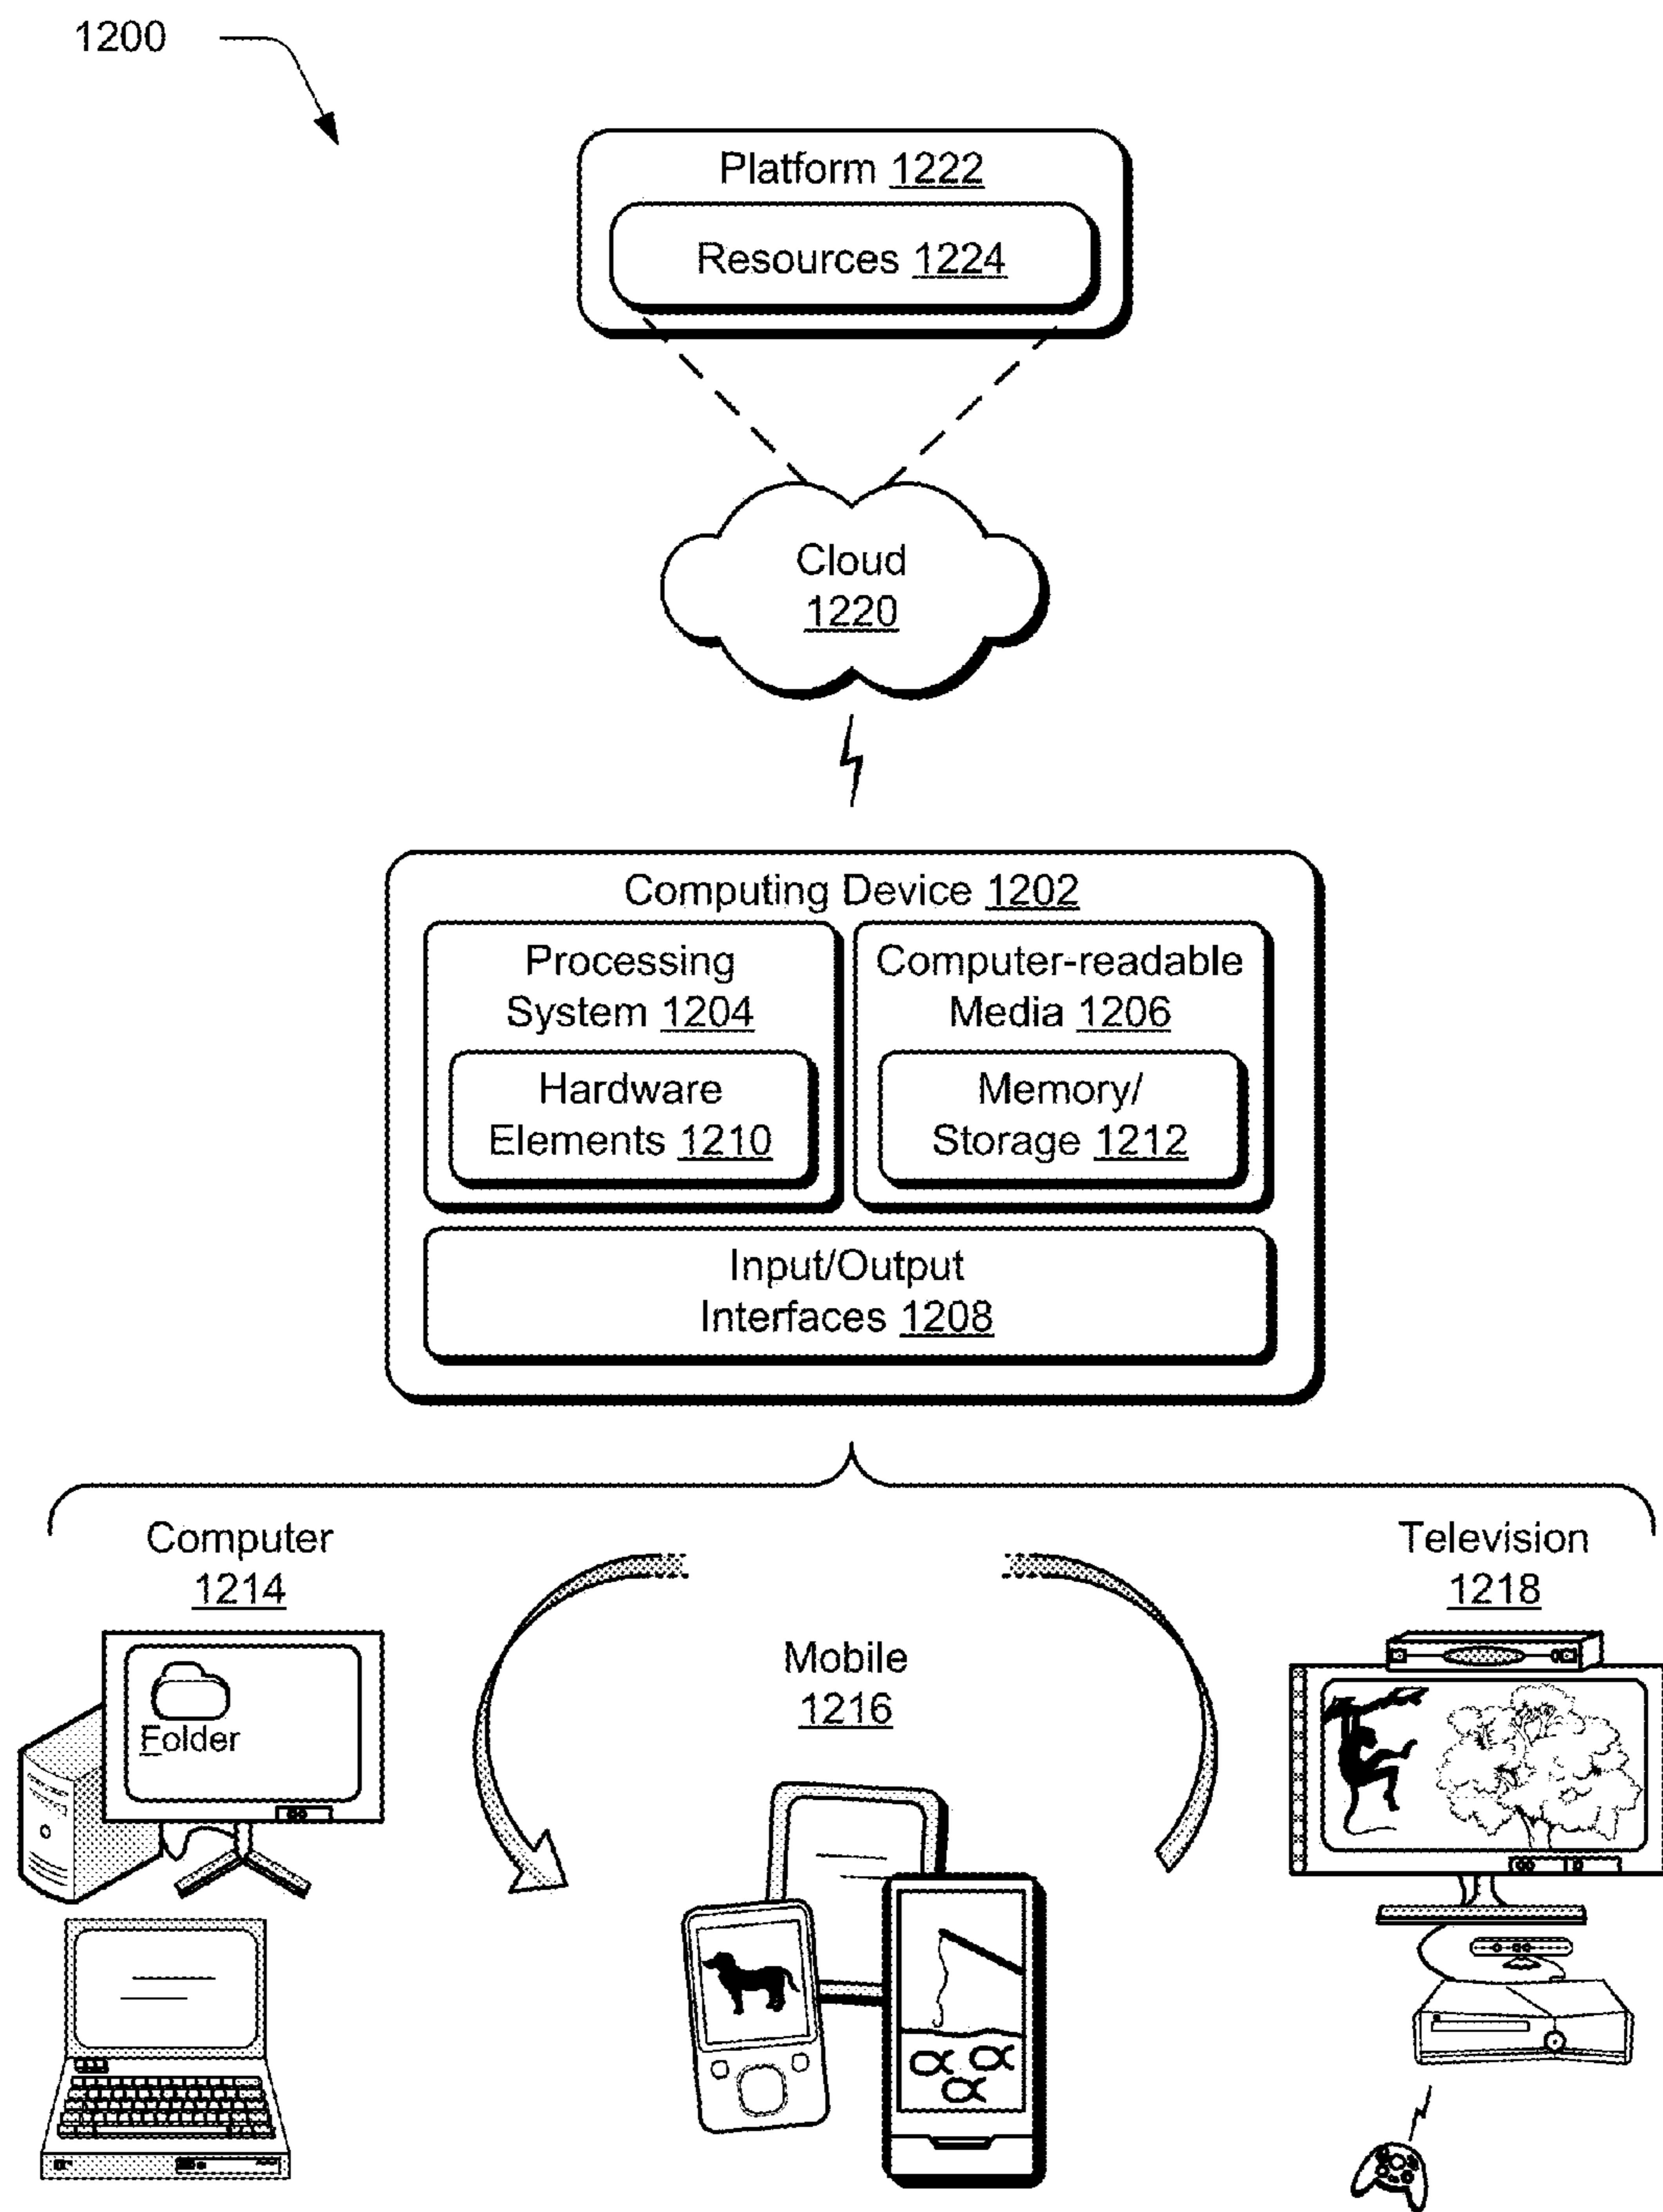 1200
Platform 1222
Resources 1224
Cloud
1220
Computing Device 1202
Processing
System 1204
Hardware
Elements 1210
Computer-readable
Media 1206
Memory/
Storage 1212
Input/Output
Interfaces 1208
Computer
1214
Folder
Mobile
1216
Television
1218